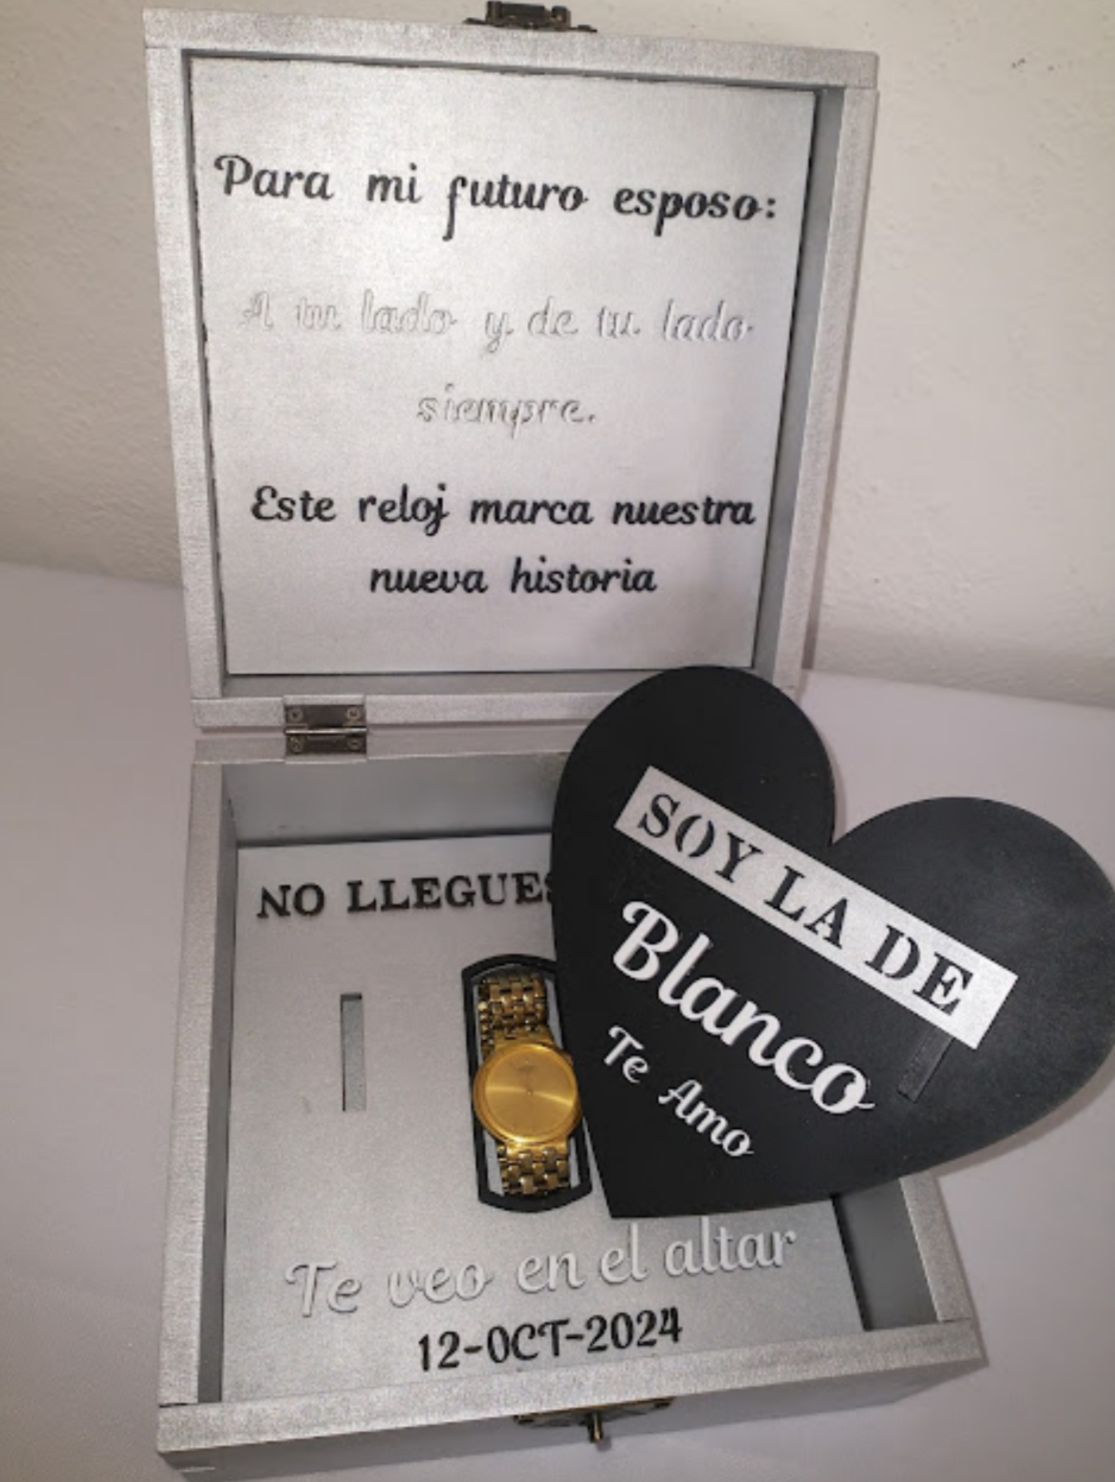 Para mi futuro esposo:
A tu lado y de tu lado
siempre.
Este reloj marca nuestra
nueva historia
NO LLEGUES
SOY LA DE
Blanco
Te Amo
Te veo en el altar
12-OCT-2024